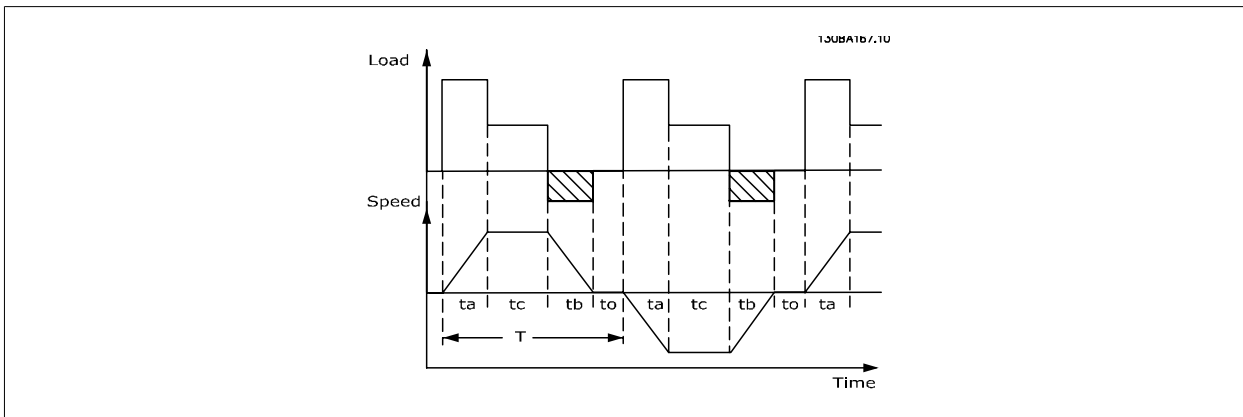 130BA167.10
Load
Speed
ta tc tb to ta tc tb to ta
T
Time